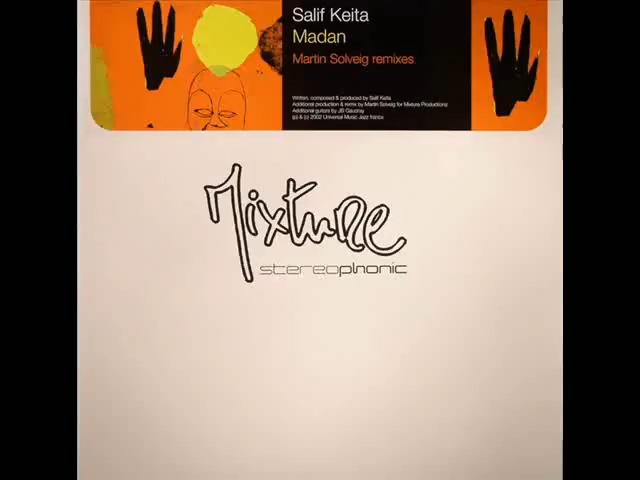 Salif Keita
Madan
Martin Solveig remixes
Written, composed & produced by Salif Keita
Additional production & remix by Martin Solveig for Mixture Productions
Additional guitars by JB Gaudray
(p) & (c) 2002 Universal Music Jazz france
Mixture
stereophonic